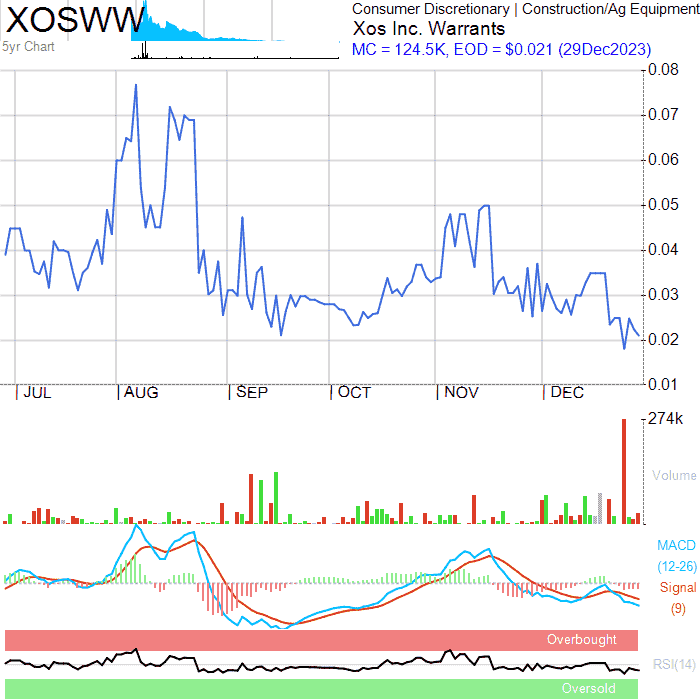 XOSWW
5yr Chart
Consumer Discretionary | Construction/Ag Equipment
Xos Inc. Warrants
MC = 124.5K, EOD = $0.021 (29Dec2023)
0.08
0.07
0.06
0.05
0.04
0.03
0.02
0.01
JUL
AUG
SEP
OCT
NOV
DEC
274k
Volume
MACD
(12-26)
Signal
(9)
Overbought
RSI(14)
Oversold